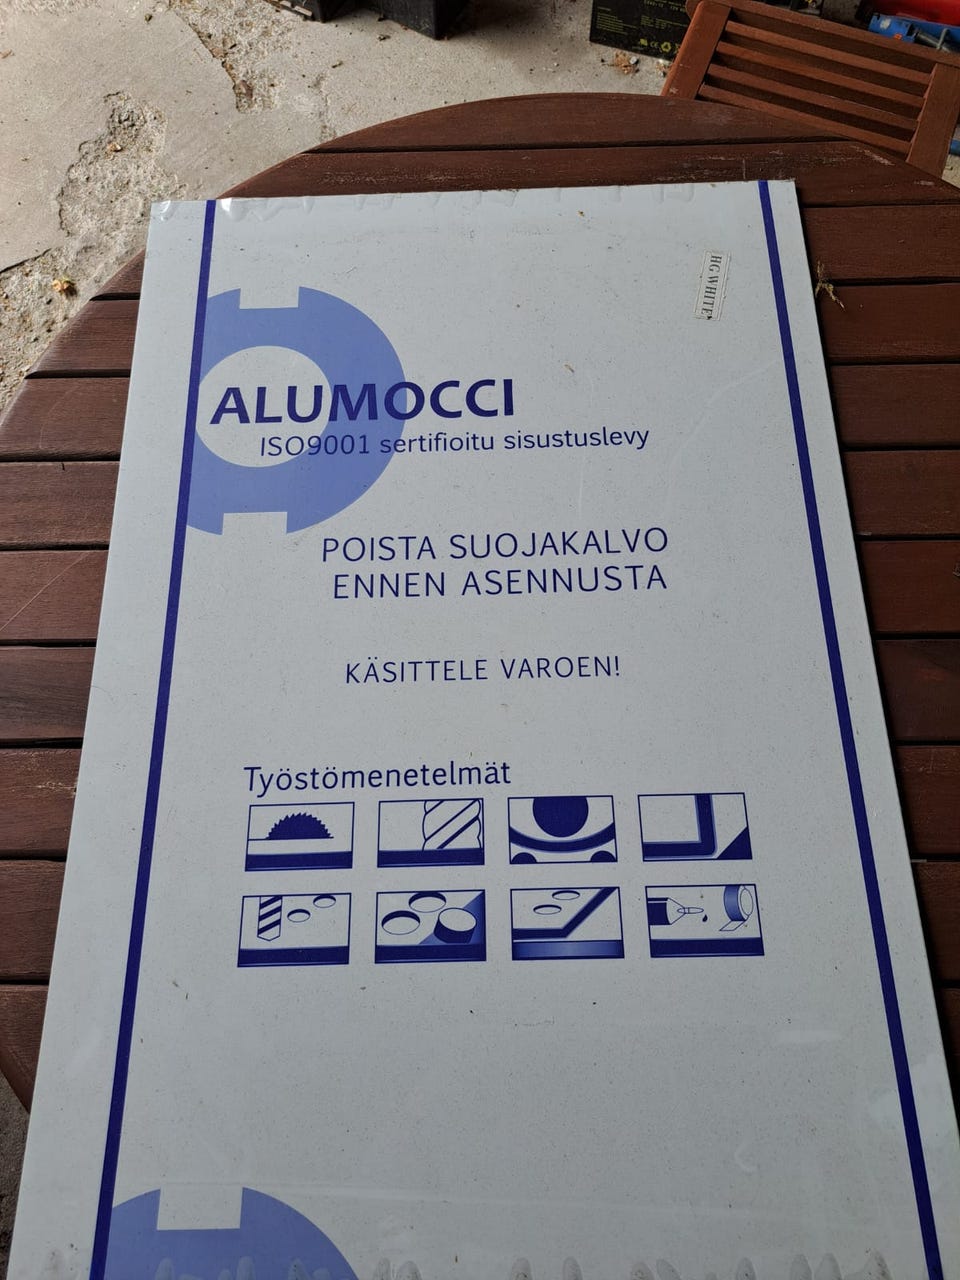 HG WHITE
ALUMOCCI
ISO9001 sertifioitu sisustuslevy
POISTA SUOJAKALVO
ENNEN ASENNUSTA
KÄSITTELE VAROEN!
Työstömenetelmät